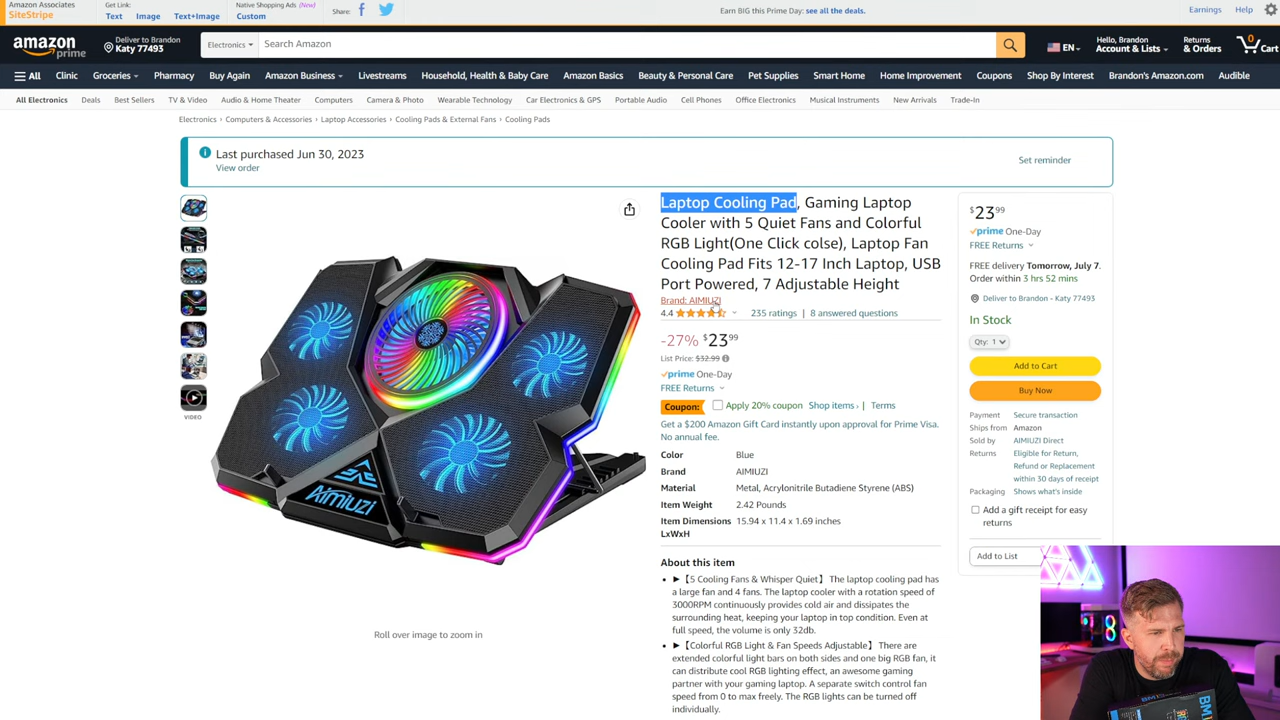 Amazon Associates
SiteStripe
Get Link:
Text Image Text+Image
Native Shopping Ads (New)
Custom
Share:
Earn BIG this Prime Day: see all the deals.
Earnings Help
amazon prime
Deliver to Brandon
Katy 77493
Electronics
Search Amazon
EN
Hello, Brandon
Account & Lists
Returns
& Orders
0
Cart
All Clinic Groceries Pharmacy Buy Again Amazon Business Livestreams Household, Health & Baby Care Amazon Basics Beauty & Personal Care Pet Supplies Smart Home Home Improvement Coupons Shop By Interest Brandon's Amazon.com Audible
All Electronics Deals Best Sellers TV & Video Audio & Home Theater Computers Camera & Photo Wearable Technology Car Electronics & GPS Portable Audio Cell Phones Office Electronics Musical Instruments New Arrivals Trade-In
Electronics › Computers & Accessories › Laptop Accessories › Cooling Pads & External Fans › Cooling Pads
Last purchased Jun 30, 2023
View order
Set reminder
VIDEO
AIMIUZI
Roll over image to zoom in
Laptop Cooling Pad, Gaming Laptop
Cooler with 5 Quiet Fans and Colorful
RGB Light(One Click colse), Laptop Fan
Cooling Pad Fits 12-17 Inch Laptop, USB
Port Powered, 7 Adjustable Height
Brand: AIMIUZI
4.4 235 ratings | 8 answered questions
-27% $23 99
List Price: $32.99
prime One-Day
FREE Returns
Coupon: Apply 20% coupon Shop items › | Terms
Get a $200 Amazon Gift Card instantly upon approval for Prime Visa.
No annual fee.
Color Blue
Brand AIMIUZI
Material Metal, Acrylonitrile Butadiene Styrene (ABS)
Item Weight 2.42 Pounds
Item Dimensions 15.94 x 11.4 x 1.69 inches
LxWxH
About this item
• ►【5 Cooling Fans & Whisper Quiet】The laptop cooling pad has
a large fan and 4 fans. The laptop cooler with a rotation speed of
3000RPM continuously provides cold air and dissipates the
surrounding heat, keeping your laptop in top condition. Even at
full speed, the volume is only 32db.
• ►【Colorful RGB Light & Fan Speeds Adjustable】There are
extended colorful light bars on both sides and one big RGB fan, it
can distribute cool RGB lighting effect, an awesome gaming
partner with your gaming laptop. A separate switch control fan
speed from 0 to max freely. The RGB lights can be turned off
individually.
$23 99
prime One-Day
FREE Returns
FREE delivery Tomorrow, July 7.
Order within 3 hrs 52 mins
Deliver to Brandon - Katy 77493
In Stock
Qty: 1
Add to Cart
Buy Now
Payment Secure transaction
Ships from Amazon
Sold by AIMIUZI Direct
Returns Eligible for Return,
Refund or Replacement
within 30 days of receipt
Packaging Shows what's inside
Add a gift receipt for easy
returns
Add to List